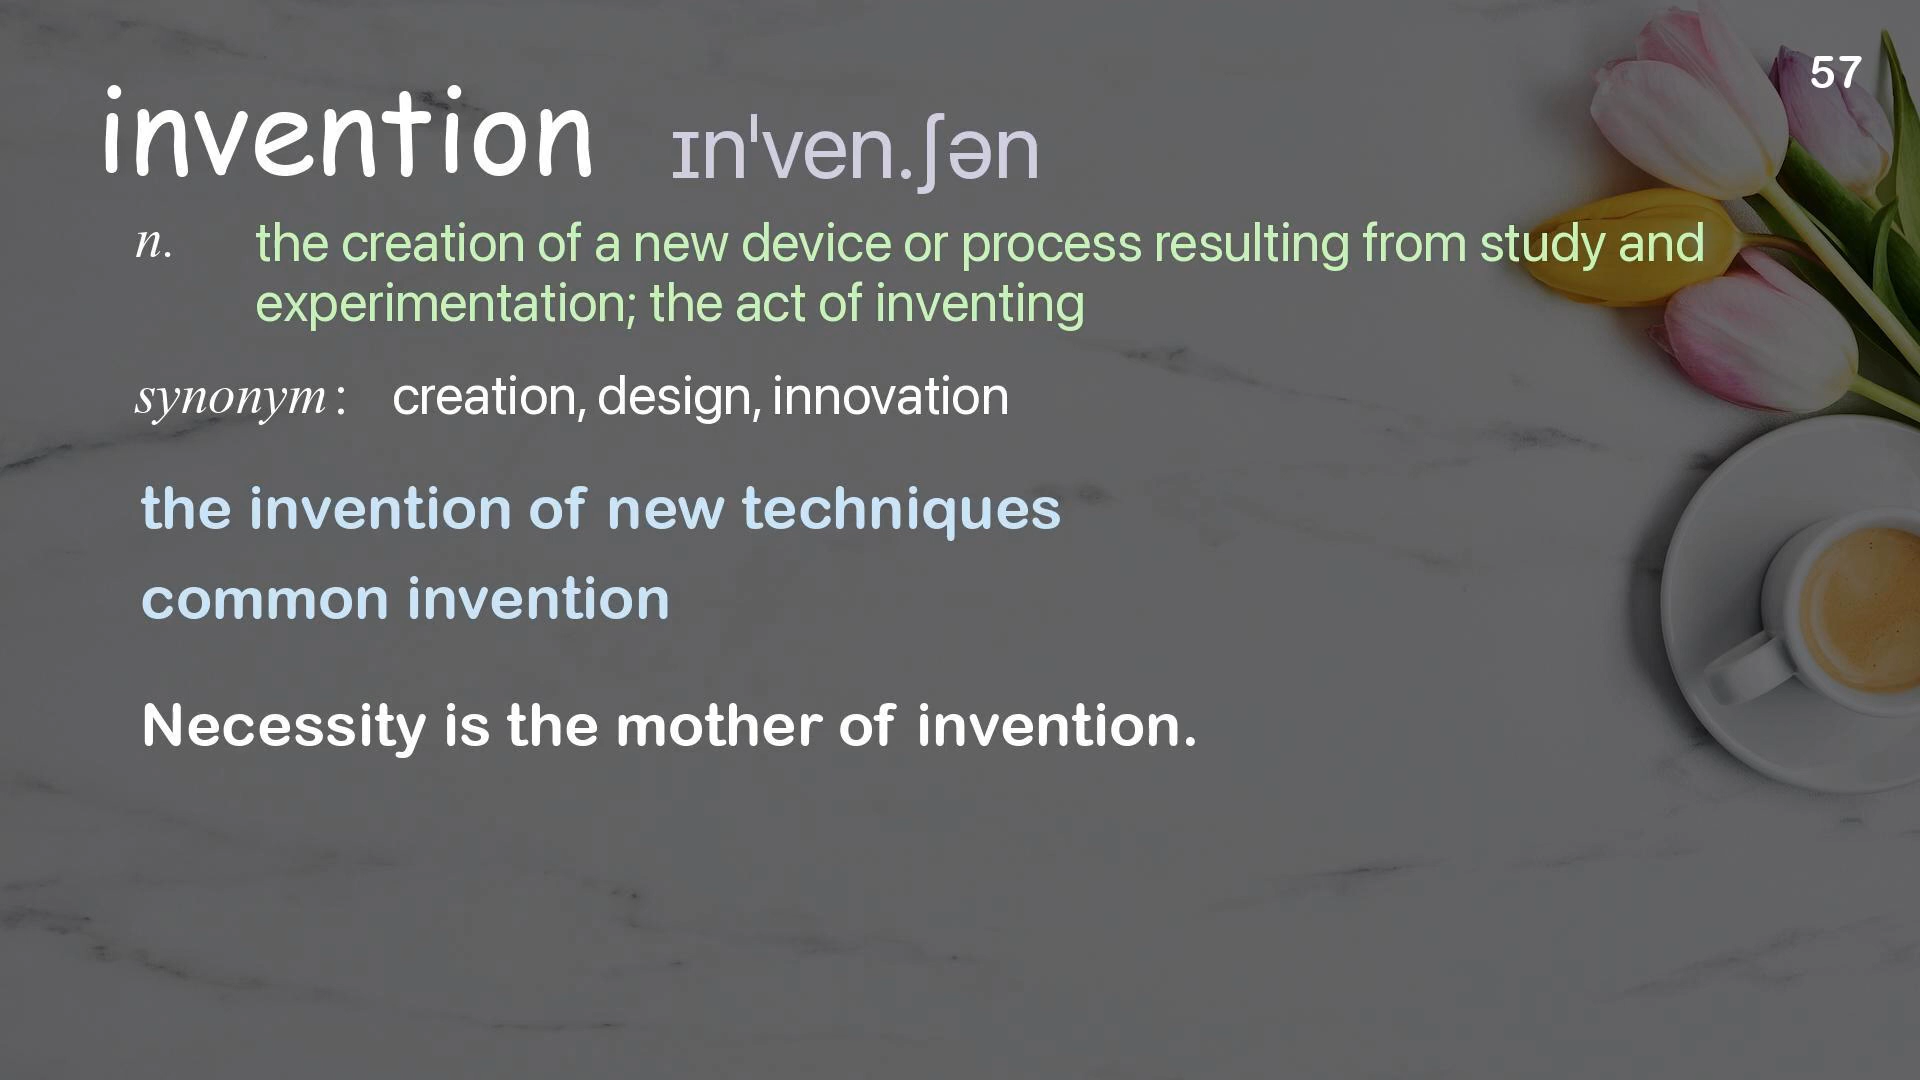 57
invention ɪnˈven.ʃən
n. the creation of a new device or process resulting from study and
experimentation; the act of inventing
synonym: creation, design, innovation
the invention of new techniques
common invention
Necessity is the mother of invention.